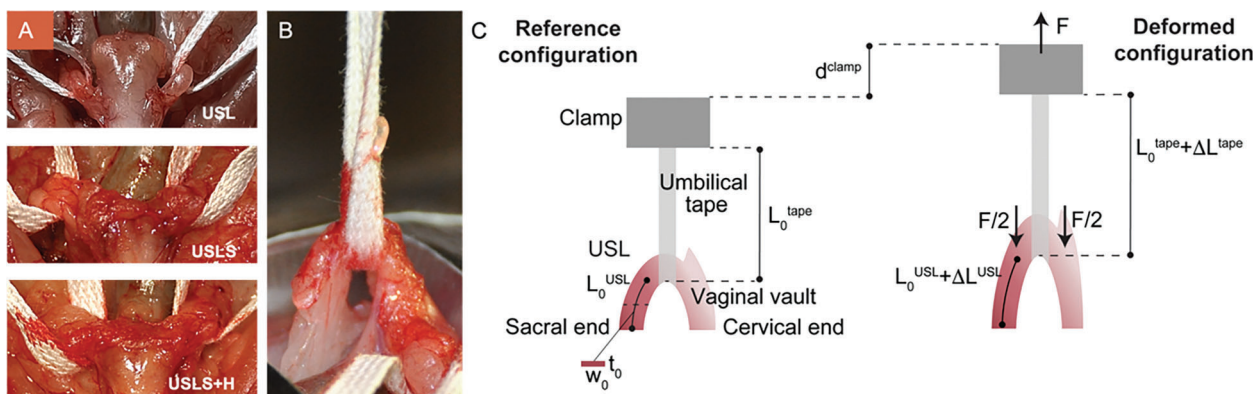 A
USL
USLS
USLS+H
B
C
Reference
configuration
Clamp
Umbilical
tape
L₀ᵗᵃᵖᵉ
USL
L₀ᵁˢᴸ
Vaginal vault
Sacral end
Cervical end
w₀
t₀
dᶜˡᵃᵐᵖ
F
Deformed
configuration
L₀ᵗᵃᵖᵉ+ΔLᵗᵃᵖᵉ
F/2
F/2
L₀ᵁˢᴸ+ΔLᵁˢᴸ